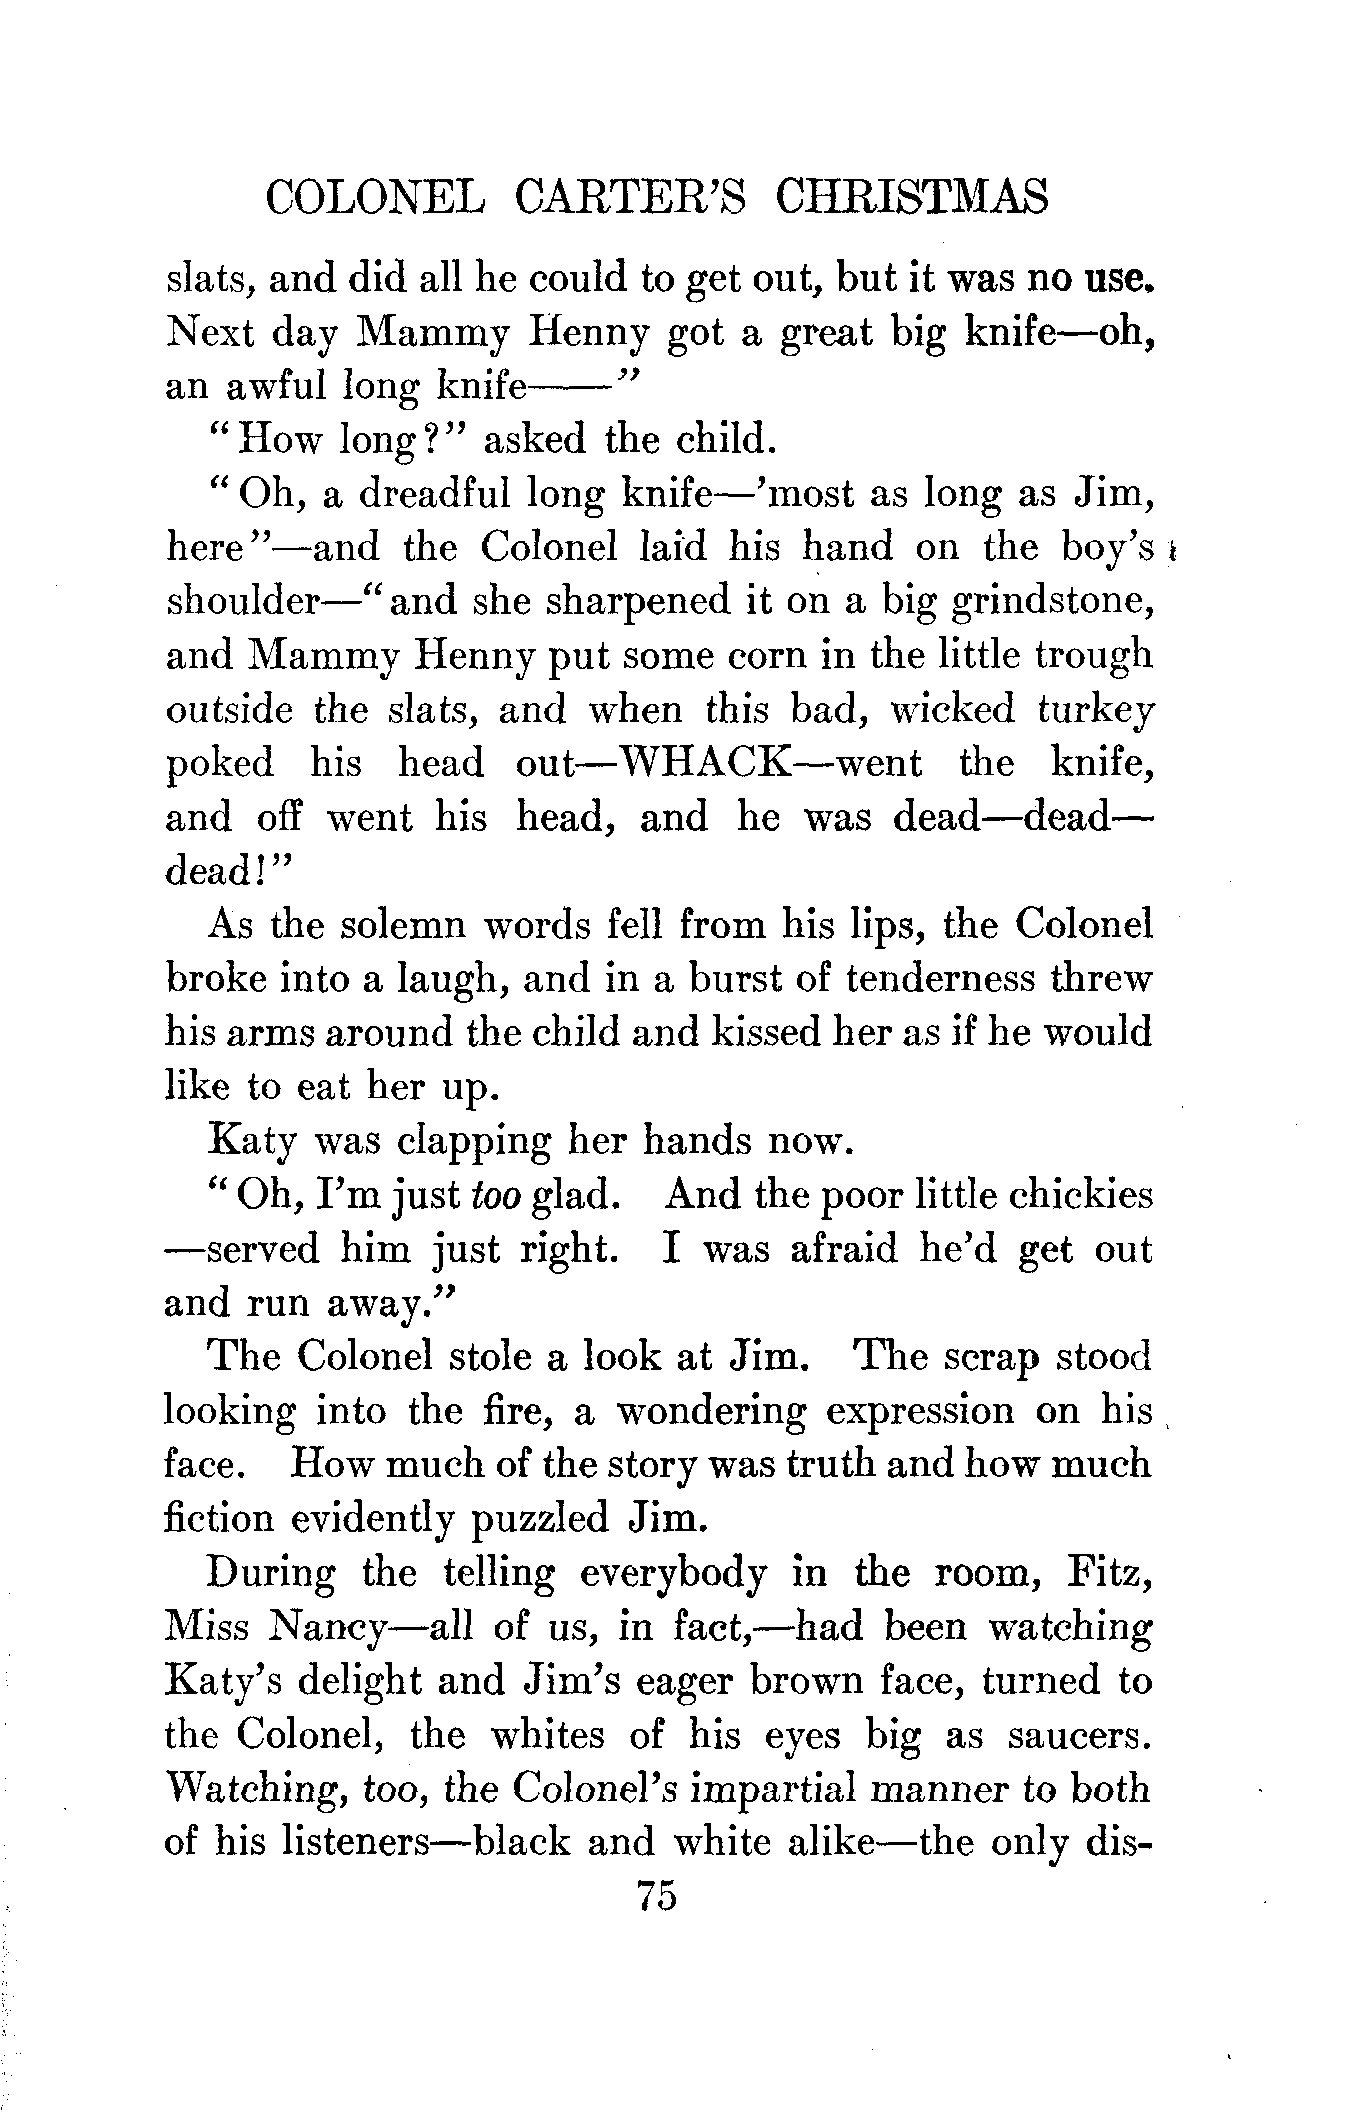 COLONEL CARTER'S CHRISTMAS
slats, and did all he could to get out, but it was no use.
Next day Mammy Henny got a great big knife—oh,
an awful long knife——"
"How long?" asked the child.
"Oh, a dreadful long knife—'most as long as Jim,
here"—and the Colonel laid his hand on the boy's
shoulder—"and she sharpened it on a big grindstone,
and Mammy Henny put some corn in the little trough
outside the slats, and when this bad, wicked turkey
poked his head out—WHACK—went the knife,
and off went his head, and he was dead—dead—
dead!"
As the solemn words fell from his lips, the Colonel
broke into a laugh, and in a burst of tenderness threw
his arms around the child and kissed her as if he would
like to eat her up.
Katy was clapping her hands now.
"Oh, I'm just too glad. And the poor little chickies
—served him just right. I was afraid he'd get out
and run away."
The Colonel stole a look at Jim. The scrap stood
looking into the fire, a wondering expression on his
face. How much of the story was truth and how much
fiction evidently puzzled Jim.
During the telling everybody in the room, Fitz,
Miss Nancy—all of us, in fact,—had been watching
Katy's delight and Jim's eager brown face, turned to
the Colonel, the whites of his eyes big as saucers.
Watching, too, the Colonel's impartial manner to both
of his listeners—black and white alike—the only dis-
75